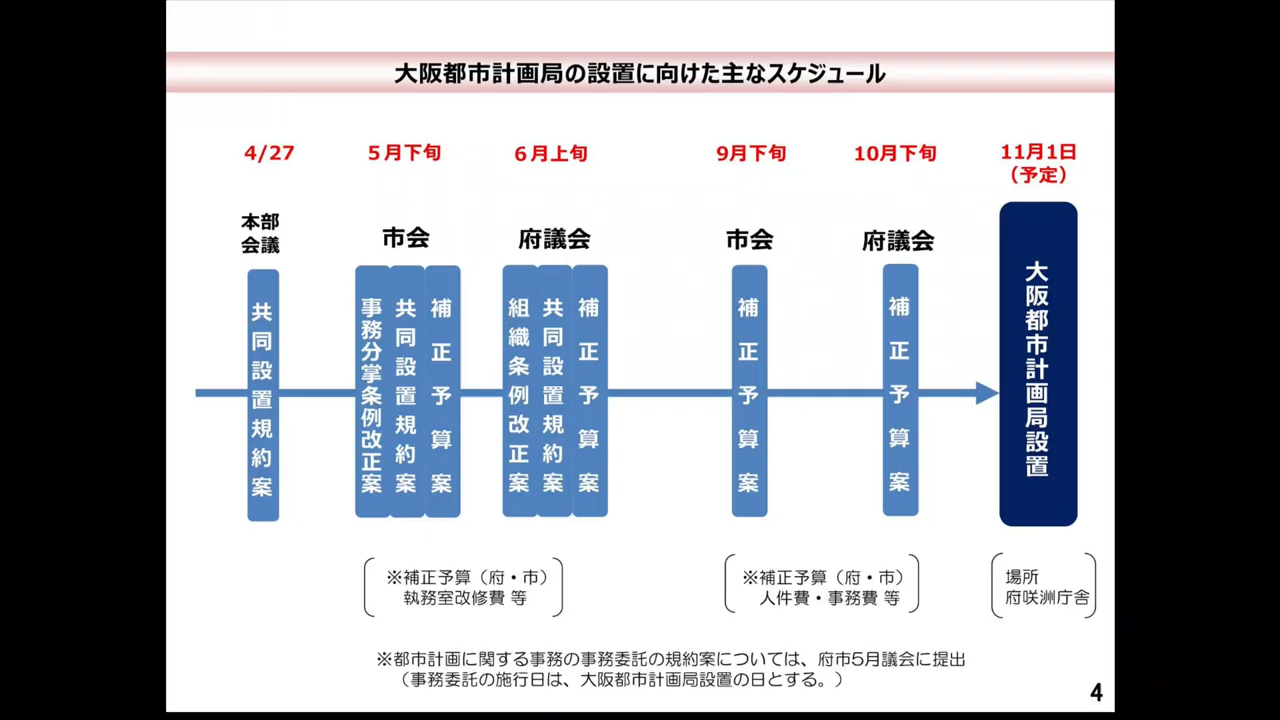 大阪都市計画局の設置に向けた主なスケジュール
4/27
５月下旬
６月上旬
9月下旬
10月下旬
11月1日
（予定）
本部
会議
市会
府議会
市会
府議会
共同設置規約案
事務分掌条例改正案
共同設置規約案
補正予算案
組織条例改正案
共同設置規約案
補正予算案
補正予算案
補正予算案
大阪都市計画局設置
※補正予算（府・市）
執務室改修費 等
※補正予算（府・市）
人件費・事務費 等
場所
府咲洲庁舎
※都市計画に関する事務の事務委託の規約案については、府市5月議会に提出
（事務委託の施行日は、大阪都市計画局設置の日とする。）
4